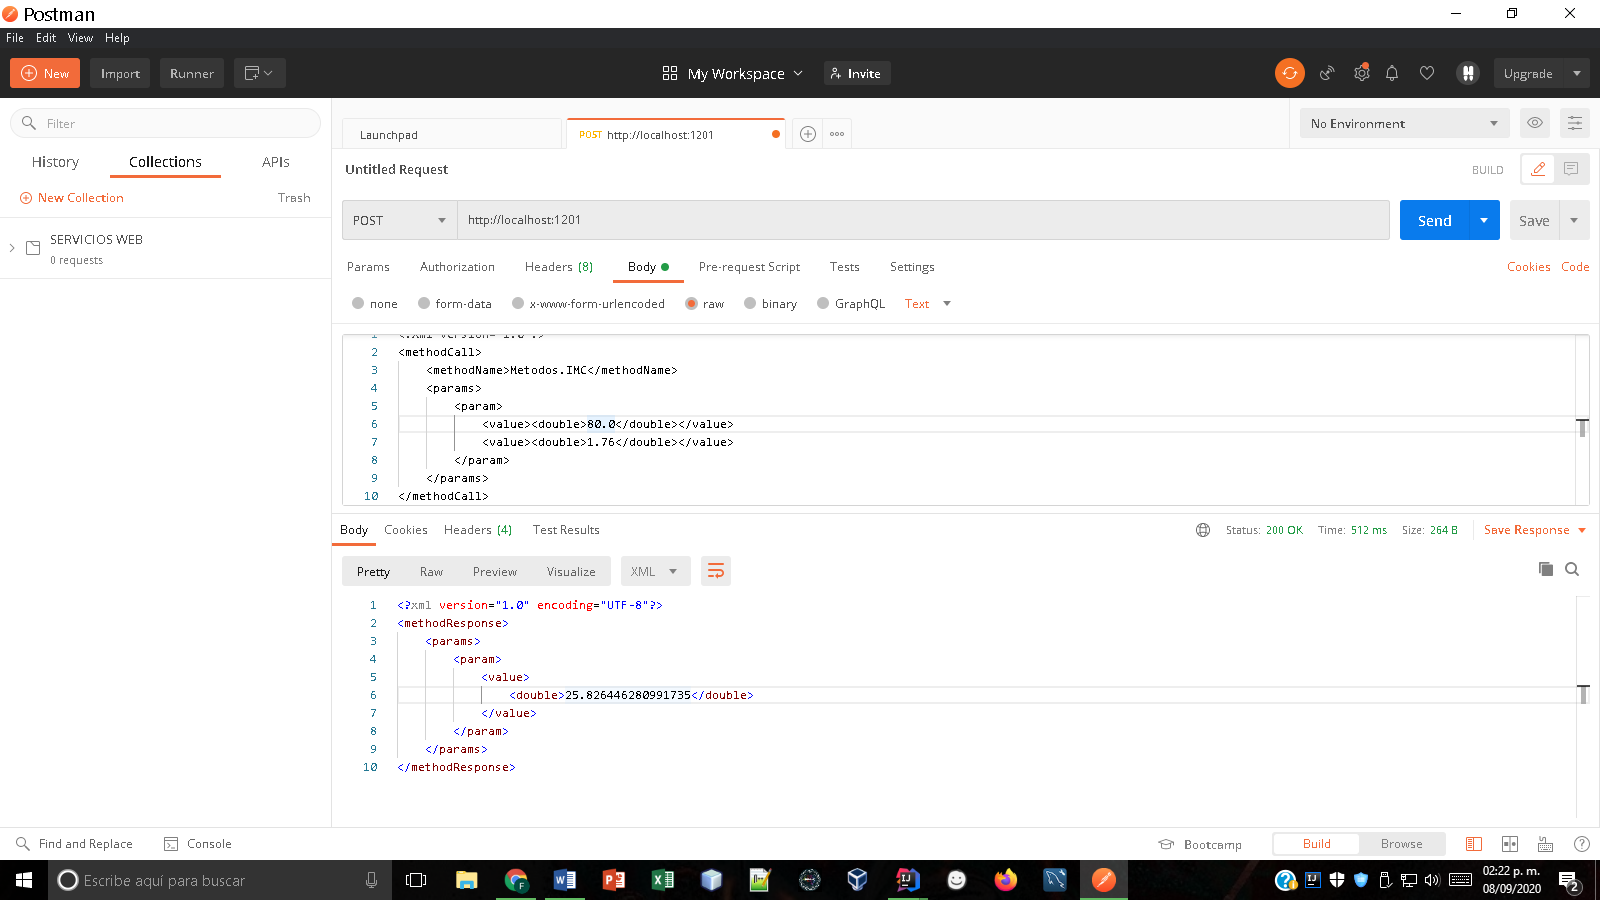 Postman
File Edit View Help
New Import Runner My Workspace Invite Upgrade
Filter
History Collections APIs
New Collection Trash
SERVICIOS WEB
0 requests
Launchpad POST http://localhost:1201 No Environment
Untitled Request BUILD
POST http://localhost:1201 Send Save
Params Authorization Headers (8) Body Pre-request Script Tests Settings Cookies Code
none form-data x-www-form-urlencoded raw binary GraphQL Text
2 <methodCall>
3 <methodName>Metodos.IMC</methodName>
4 <params>
5 <param>
6 <value><double>80.0</double></value>
7 <value><double>1.76</double></value>
8 </param>
9 </params>
10 </methodCall>
Body Cookies Headers (4) Test Results Status: 200 OK Time: 512 ms Size: 264 B Save Response
Pretty Raw Preview Visualize XML
1 <?xml version="1.0" encoding="UTF-8"?>
2 <methodResponse>
3 <params>
4 <param>
5 <value>
6 <double>25.826446280991735</double>
7 </value>
8 </param>
9 </params>
10 </methodResponse>
Find and Replace Console Bootcamp Build Browse
Escribe aquí para buscar 02:22 p. m.
08/09/2020 2